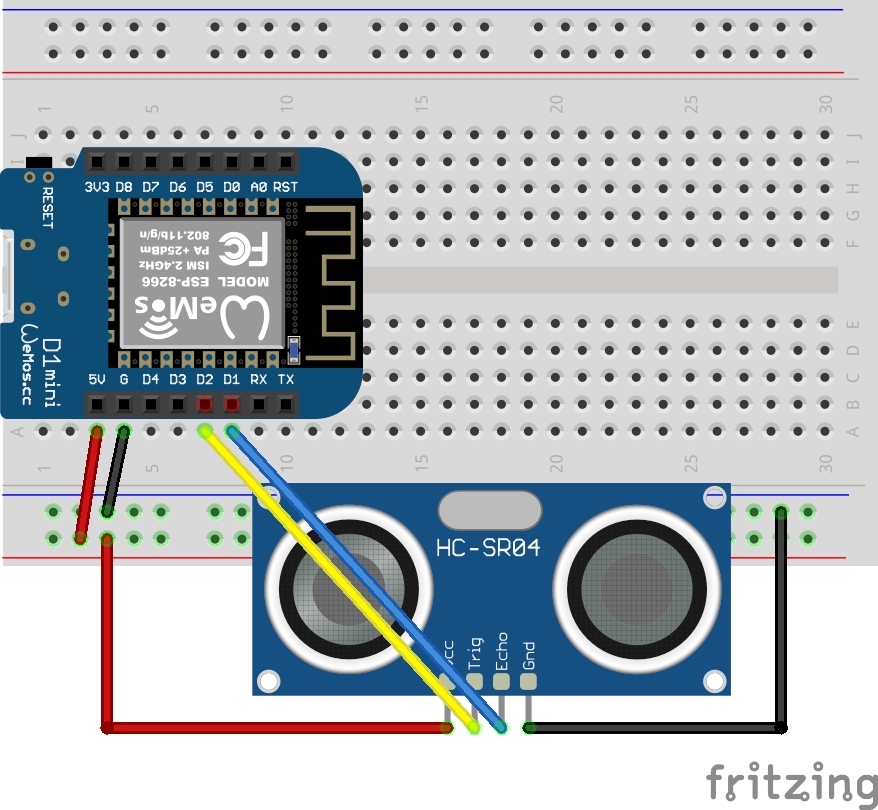 1 5 10 15 20 25 30
J J
I I
H
G
F
3V3 D8 D7 D6 D5 D0 A0 RST
RESET
802.11b/g/n
PA +25dBm
ISM 2.4GHz
MODEL ESP-8266
FC
WeMos
D1mini
WeMos.cc
E
D
C
B
5V G D4 D3 D2 D1 RX TX
A A
1 5 10 15 20 25 30
HC-SR04
Vcc Trig Echo Gnd
fritzing